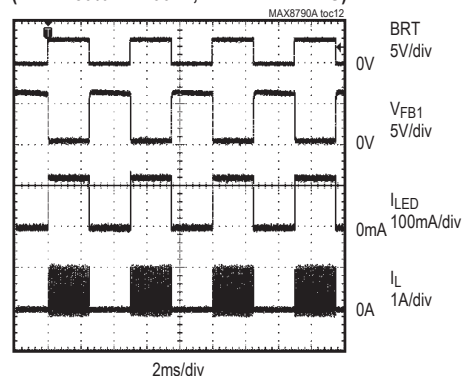 MAX8790A toc12
BRT
5V/div
0V
VFB1
5V/div
0V
ILED
100mA/div
0mA
IL
1A/div
0A
2ms/div